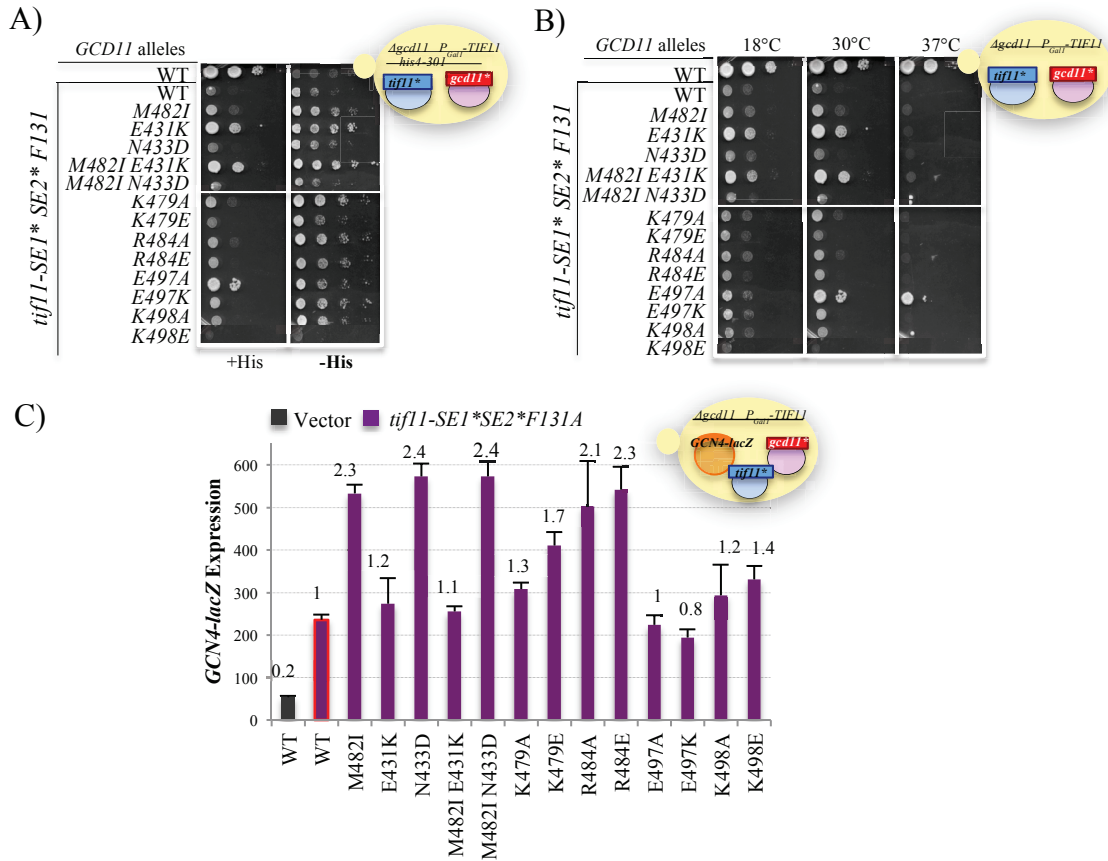 A)
GCD11 alleles
WT
WT
M482I
E431K
N433D
M482I E431K
M482I N433D
K479A
K479E
R484A
R484E
E497A
E497K
K498A
K498E
tif11-SE1* SE2* F131
+His
-His
Δgcd11 P Gal1-TIF11
his4-301
tif11*
gcd11*
B)
GCD11 alleles
18°C
30°C
37°C
WT
WT
M482I
E431K
N433D
M482I E431K
M482I N433D
K479A
K479E
R484A
R484E
E497A
E497K
K498A
K498E
tif11-SE1* SE2* F131
Δgcd11 P Gal1-TIF11
tif11*
gcd11*
C)
Vector
tif11-SE1*SE2*F131A
Δgcd11 P Gal1-TIF11
GCN4-lacZ
gcd11*
tif11*
GCN4-lacZ Expression
600
500
400
300
200
100
0
0.2
1
2.3
1.2
2.4
1.1
2.4
1.3
1.7
2.1
2.3
1
0.8
1.2
1.4
WT
WT
M482I
E431K
N433D
M482I E431K
M482I N433D
K479A
K479E
R484A
R484E
E497A
E497K
K498A
K498E